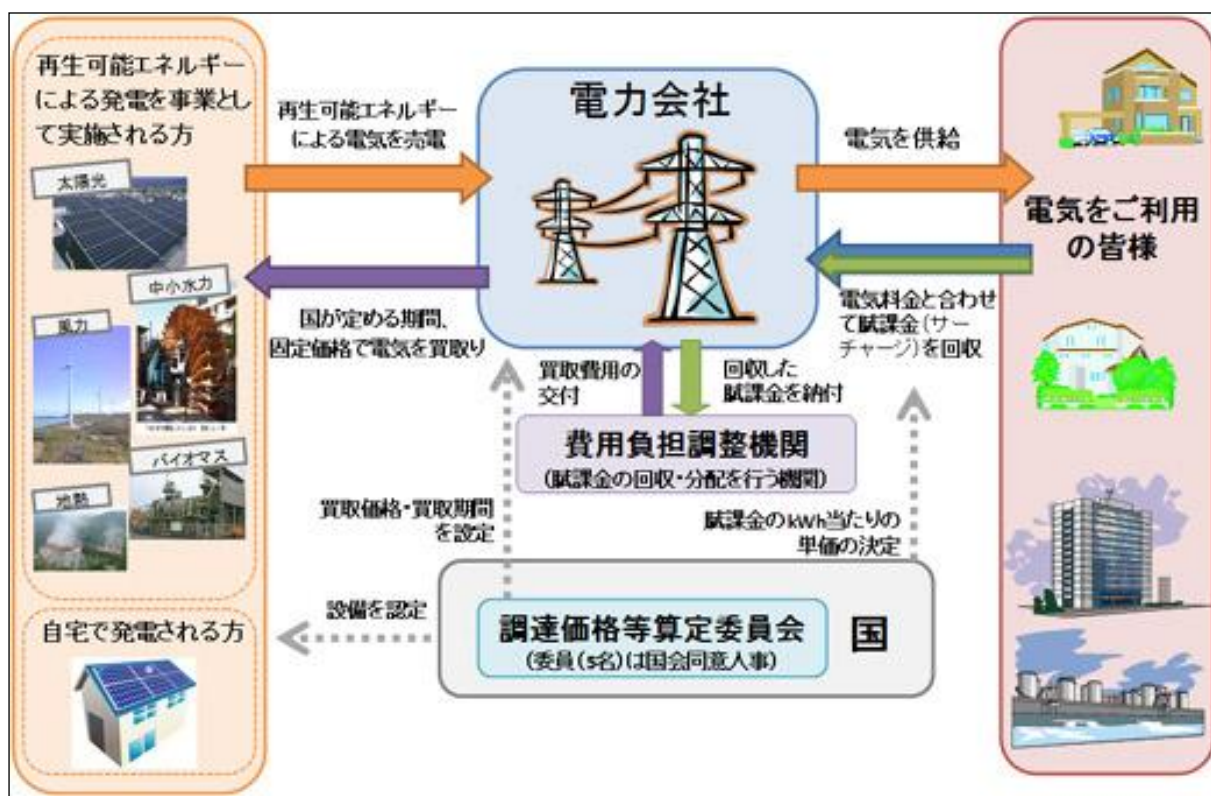 再生可能エネルギー
による発電を事業とし
て実施される方
太陽光
中小水力
風力
バイオマス
地熱
自宅で発電される方
再生可能エネルギー
による電気を売電
国が定める期間、
固定価格で電気を買取り
電力会社
買取費用の
交付
回収した
賦課金を納付
費用負担調整機関
(賦課金の回収・分配を行う機関)
電気を供給
電気料金と合わせ
て賦課金(サー
チャージ)を回収
電気をご利用
の皆様
買取価格・買取期間
を設定
賦課金のkWh当たりの
単価の決定
設備を認定
調達価格等算定委員会
(委員(5名)は国会同意人事)
国